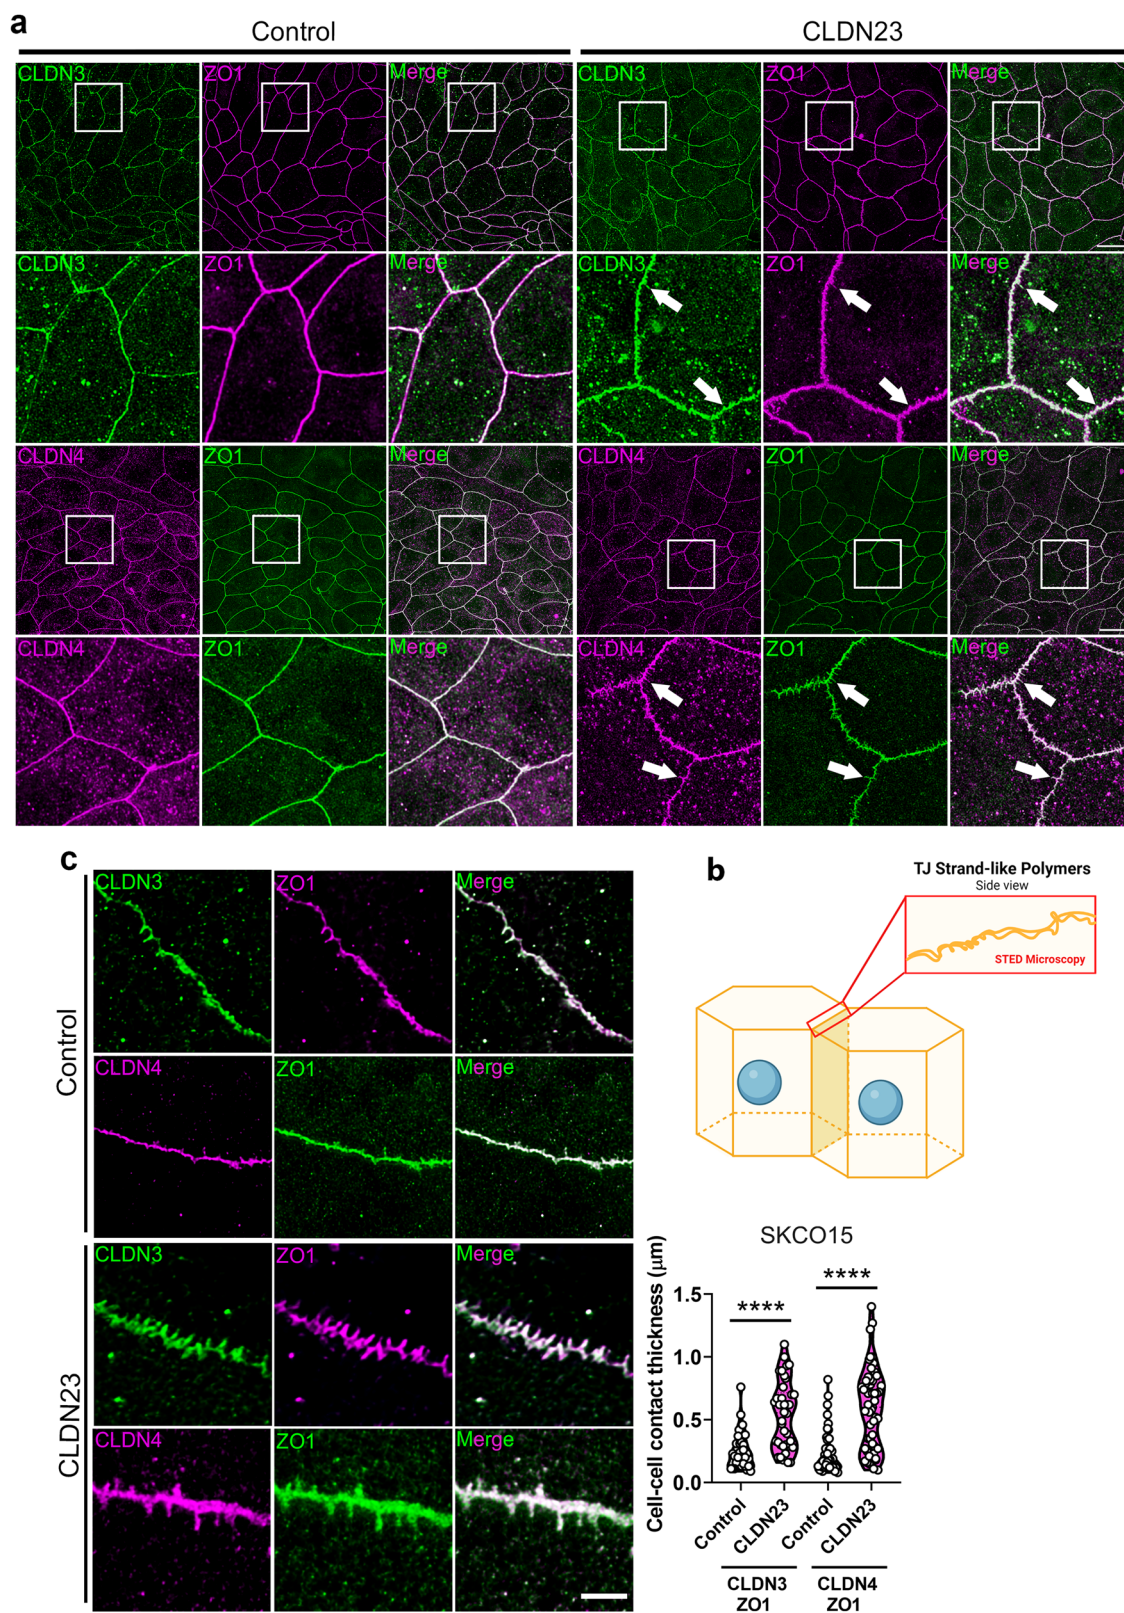 a
Control
CLDN23
CLDN3
ZO1
Merge
CLDN3
ZO1
Merge
CLDN3
ZO1
Merge
CLDN3
ZO1
Merge
CLDN4
ZO1
Merge
CLDN4
ZO1
Merge
CLDN4
ZO1
Merge
CLDN4
ZO1
Merge
c
Control
CLDN3
ZO1
Merge
CLDN4
ZO1
Merge
CLDN23
CLDN3
ZO1
Merge
CLDN4
ZO1
Merge
b
TJ Strand-like Polymers
Side view
STED Microscopy
SKCO15
Cell-cell contact thickness (μm)
1.5
1.0
0.5
0.0
****
****
Control
CLDN23
Control
CLDN23
CLDN3
ZO1
CLDN4
ZO1